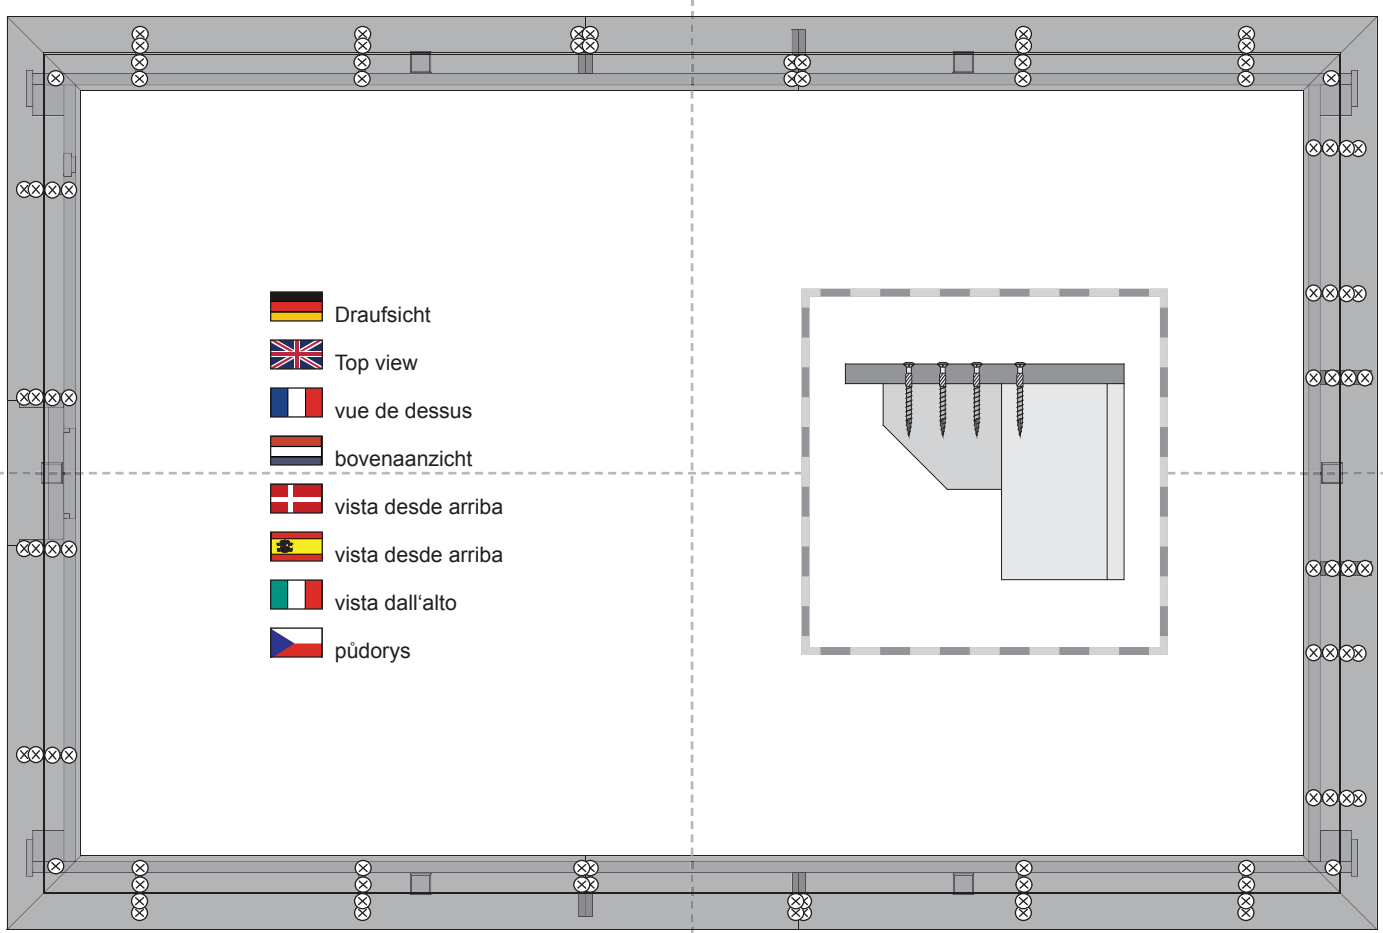 Draufsicht
Top view
vue de dessus
bovenaanzicht
vista desde arriba
vista desde arriba
vista dall‘alto
půdorys